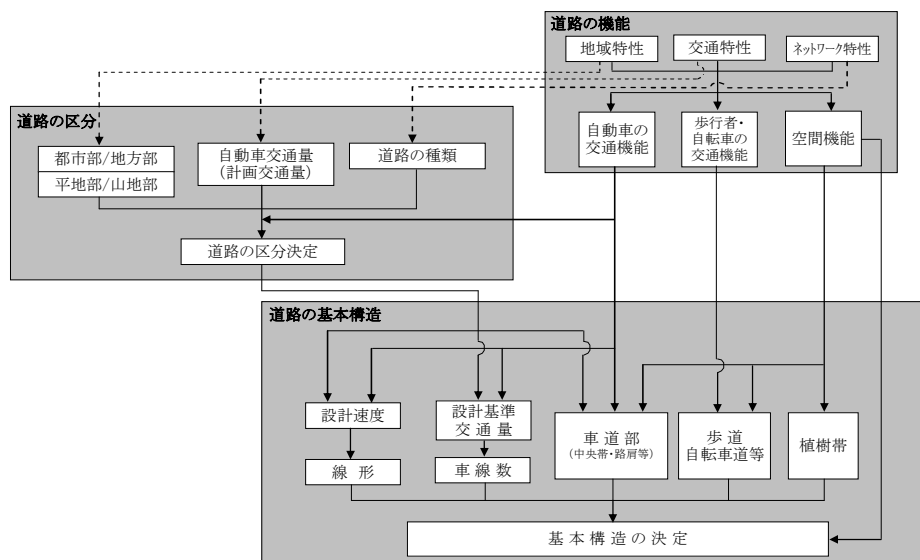 道路の機能
地域特性
交通特性
ネットワーク特性
自動車の
交通機能
歩行者・
自転車の
交通機能
空間機能
道路の区分
都市部/地方部
平地部/山地部
自動車交通量
(計画交通量)
道路の種類
道路の区分決定
道路の基本構造
設計速度
線 形
設計基準
交 通 量
車 線 数
車 道 部
(中央帯・路肩等)
歩 道
自転車道等
植樹帯
基 本 構 造 の 決 定